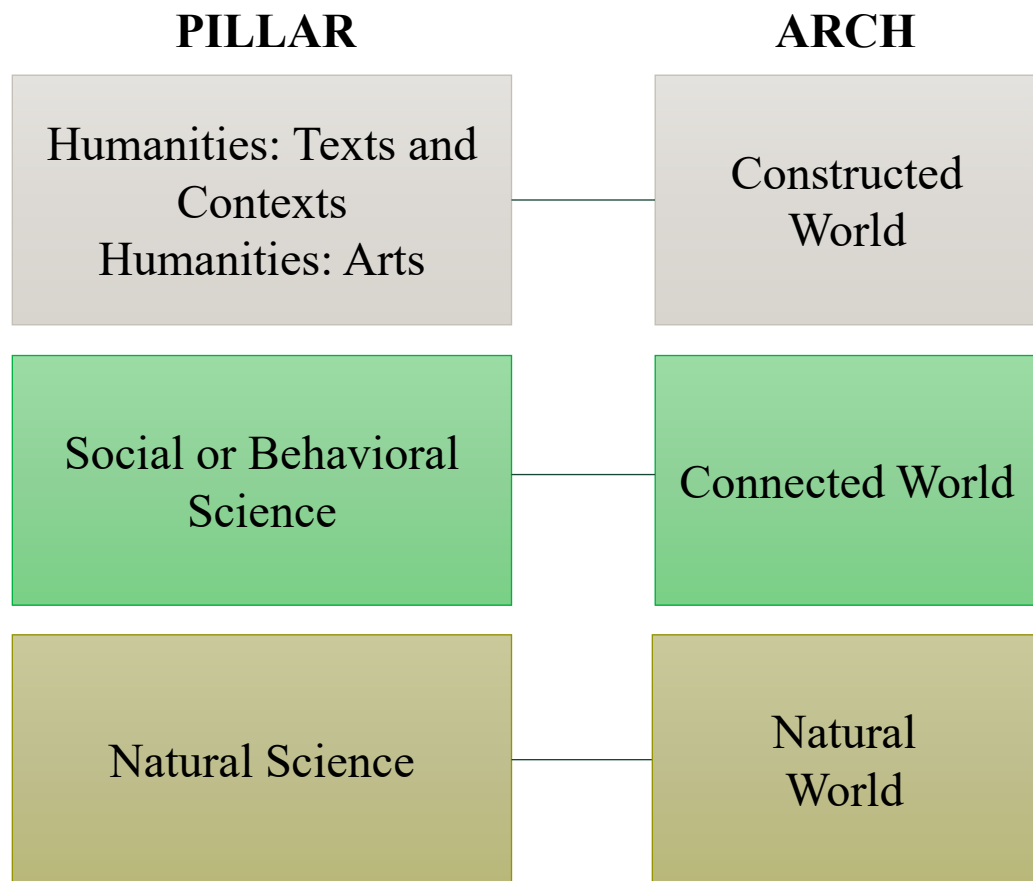 PILLAR
ARCH
Humanities: Texts and
Contexts
Humanities: Arts
Constructed
World
Social or Behavioral
Science
Connected World
Natural Science
Natural
World